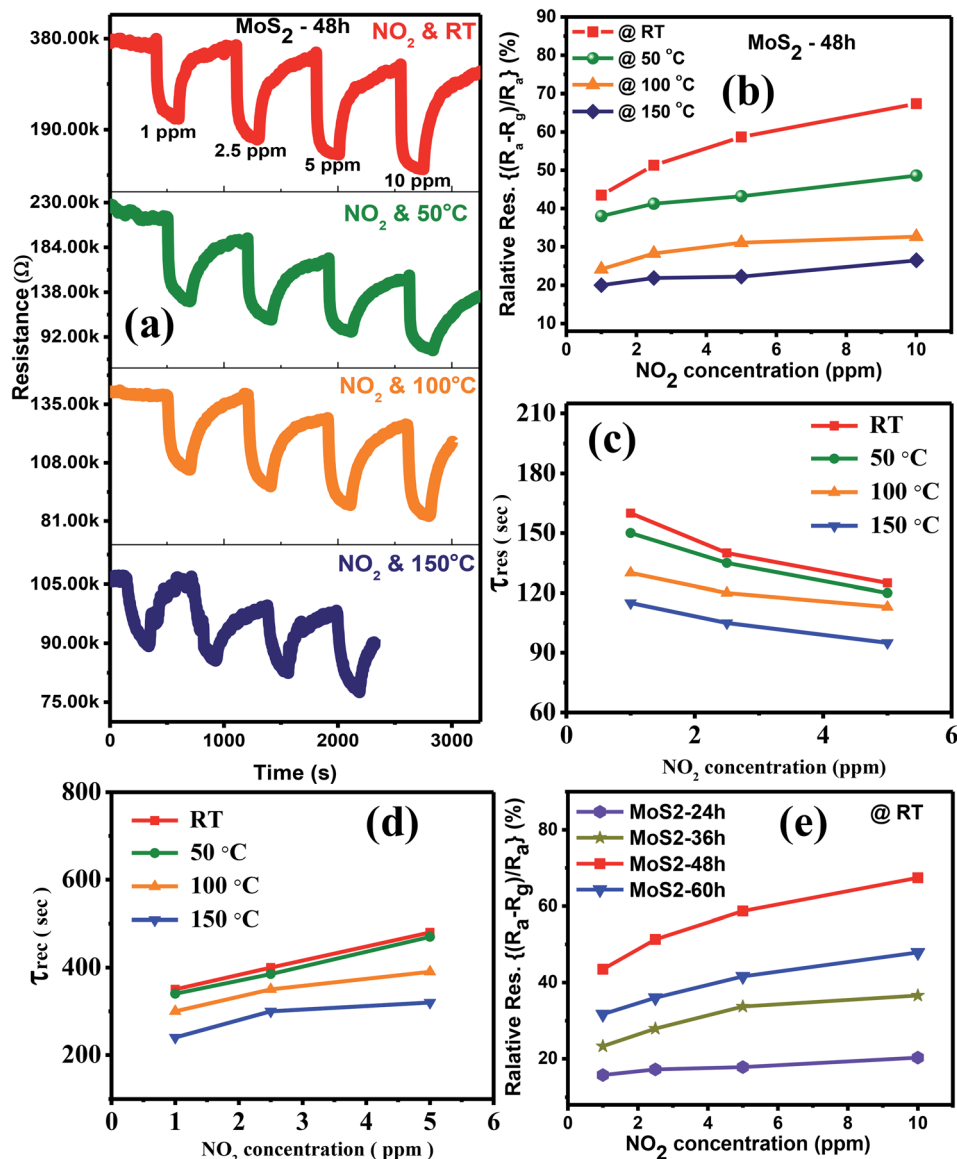 MoS2 - 48h
NO2 & RT
380.00k
190.00k
1 ppm
2.5 ppm
5 ppm
10 ppm
NO2 & 50°C
230.00k
184.00k
138.00k
92.00k
(a)
NO2 & 100°C
135.00k
108.00k
81.00k
NO2 & 150°C
105.00k
90.00k
75.00k
Resistance (Ω)
0 1000 2000 3000
Time (s)
90
80
70
60
50
40
30
20
10
Ralative Res. {(Ra-Rg)/Ra} (%)
@ RT
@ 50 °C
@ 100 °C
@ 150 °C
MoS2 - 48h
(b)
0 2 4 6 8 10
NO2 concentration (ppm)
210
180
150
120
90
60
τres ( sec )
(c)
RT
50 °C
100 °C
150 °C
0 1 2 3 4 5 6
NO2 concentration (ppm)
800
600
400
200
τrec ( sec )
RT
50 °C
100 °C
150 °C
(d)
0 1 2 3 4 5 6
NO2 concentration ( ppm )
80
60
40
20
Ralative Res. {(Ra-Rg)/Ra} (%)
MoS2-24h
MoS2-36h
MoS2-48h
MoS2-60h
(e)
@ RT
0 2 4 6 8 10
NO2 concentration (ppm)